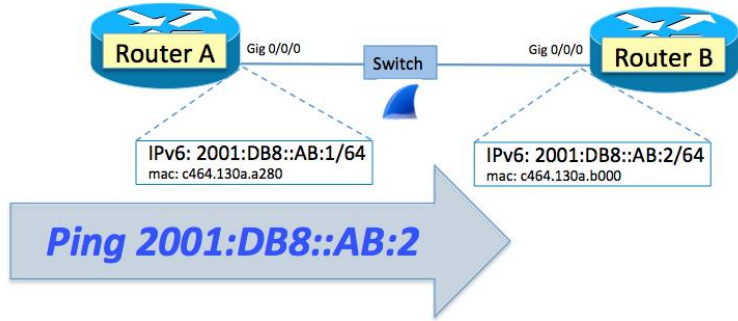 Router A
Gig 0/0/0
Switch
Gig 0/0/0
Router B
IPv6: 2001:DB8::AB:1/64
mac: c464.130a.a280
IPv6: 2001:DB8::AB:2/64
mac: c464.130a.b000
Ping 2001:DB8::AB:2